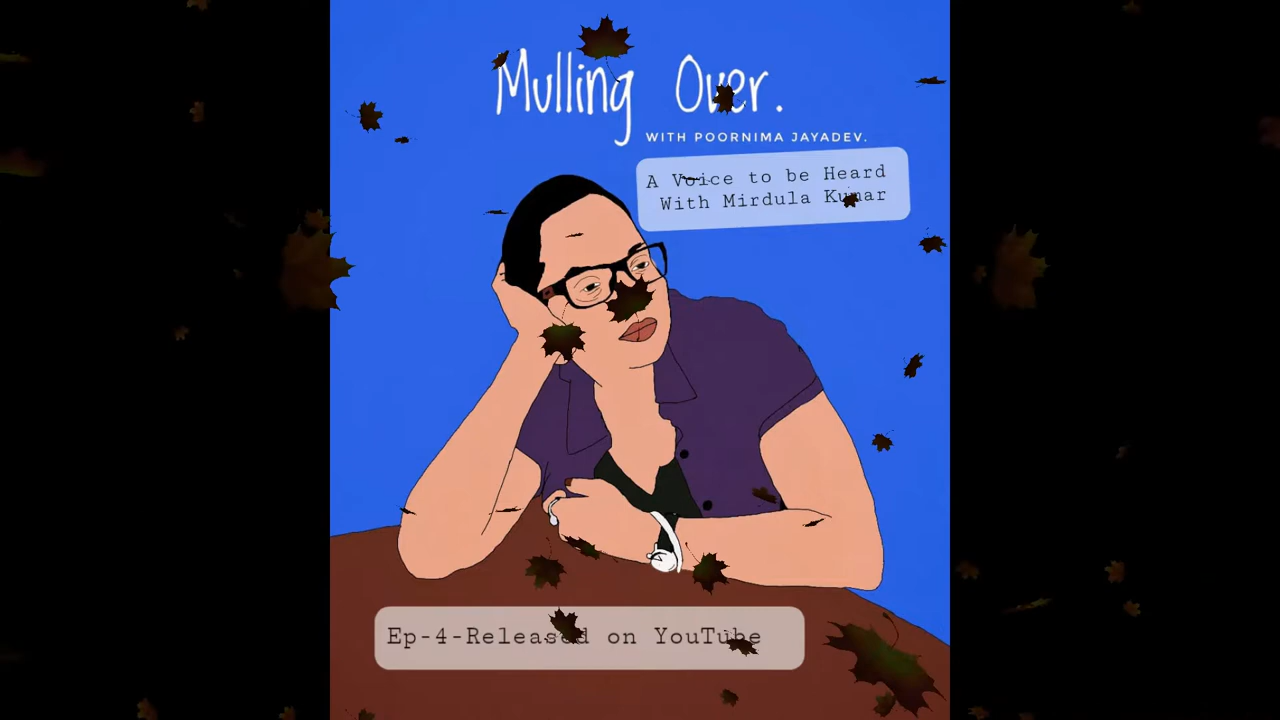 Mulling Over.
WITH POORNIMA JAYADEV.
A Voice to be Heard
With Mirdula Kumar
Ep-4-Released on YouTube